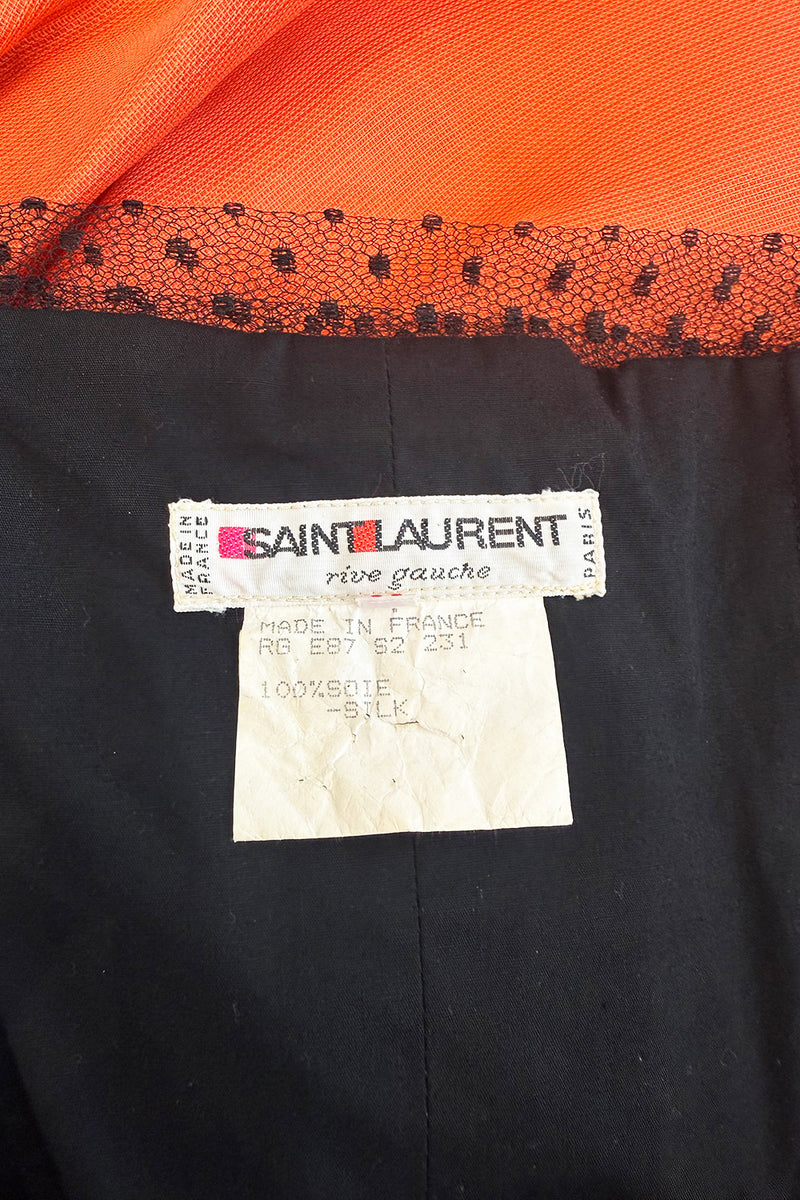 MADE IN
FRANCE
SAINT LAURENT
rive gauche
PARIS
MADE IN FRANCE
RG E87 S2 231
100%SOIE
-SILK